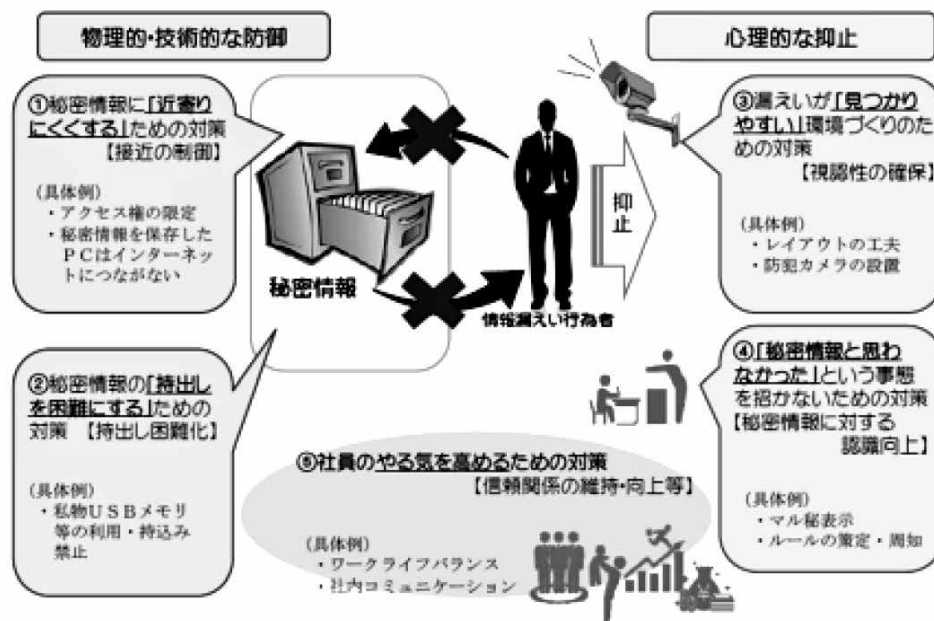 物理的・技術的な防御
心理的な抑止
①秘密情報に「近寄り
にくくする」ための対策
【接近の制御】
（具体例）
・アクセス権の限定
・秘密情報を保存した
ＰＣはインターネッ
トにつながない
秘密情報
情報漏えい行為者
抑止
③漏えいが「見つかり
やすい」環境づくりのた
めの対策
【視認性の確保】
（具体例）
・レイアウトの工夫
・防犯カメラの設置
②秘密情報の「持出し
を困難にする」ための
対策 【持出し困難化】
（具体例）
・私物ＵＳＢメモリ
等の利用・持込み
禁止
④「秘密情報と思わ
なかった」という事態
を招かないための対策
【秘密情報に対する
認識向上】
（具体例）
・マル秘表示
・ルールの策定・周知
⑤社員のやる気を高めるための対策
【信頼関係の維持・向上等】
（具体例）
・ワークライフバランス
・社内コミュニケーション